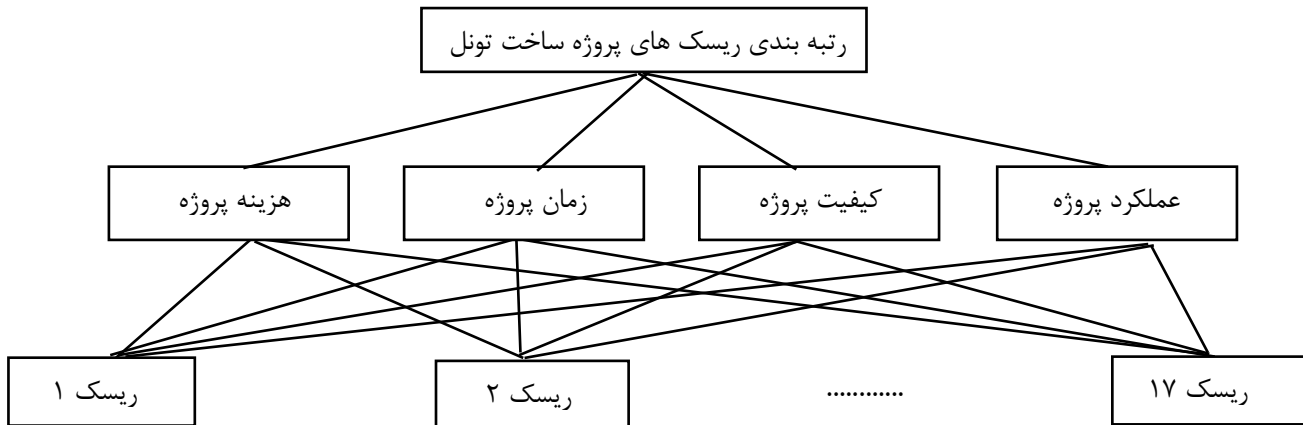 رتبه بندی ریسک های پروژه ساخت تونل
عملکرد پروژه
کیفیت پروژه
زمان پروژه
هزینه پروژه
ریسک ۱۷
............
ریسک ۲
ریسک ۱